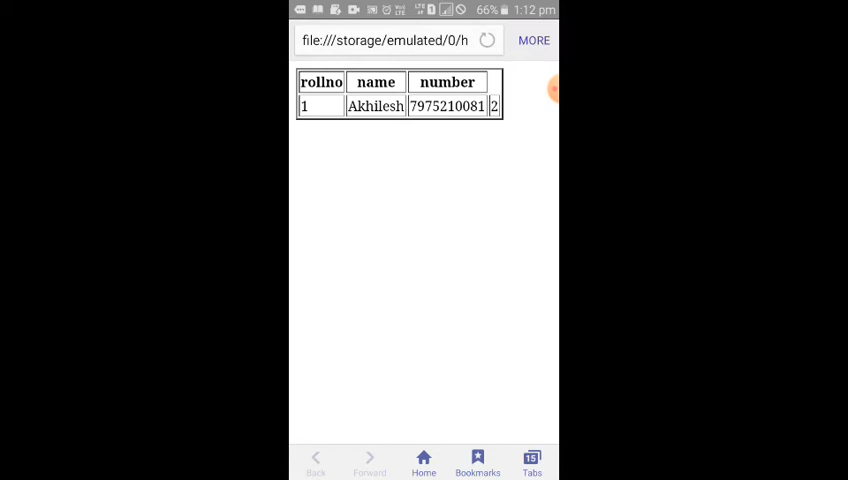 66% 1:12 pm
file:///storage/emulated/0/h MORE
rollno name number
1 Akhilesh 7975210081 2
Back Forward Home Bookmarks 15 Tabs